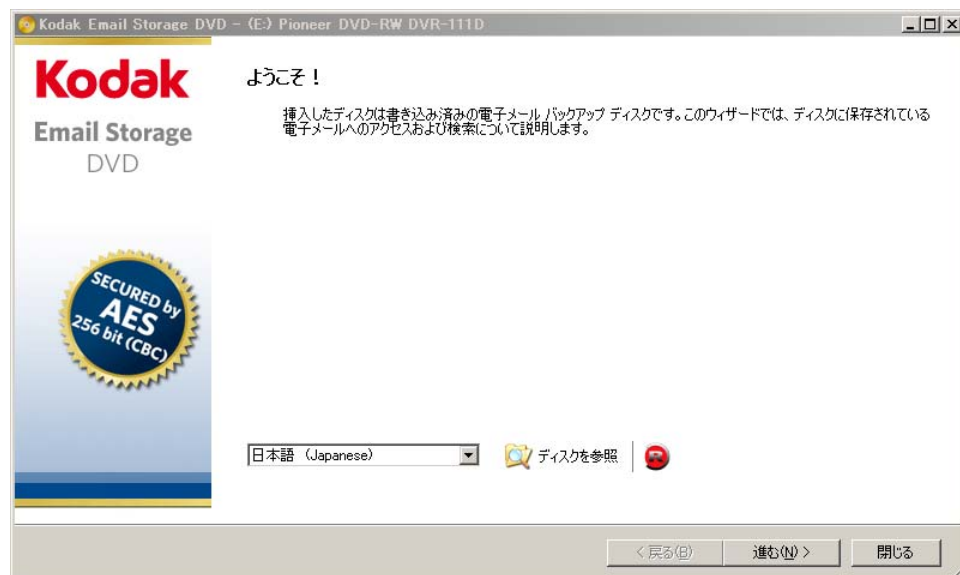 Kodak Email Storage DVD - (E:) Pioneer DVD-RW DVR-111D
Kodak
Email Storage
DVD
SECURED by
AES
256 bit (CBC)
ようこそ！
挿入したディスクは書き込み済みの電子メール バックアップ ディスクです。このウィザードでは、ディスクに保存されている
電子メールへのアクセスおよび検索について説明します。
日本語 (Japanese)
ディスクを参照
R
< 戻る(B)
進む(N) >
閉じる